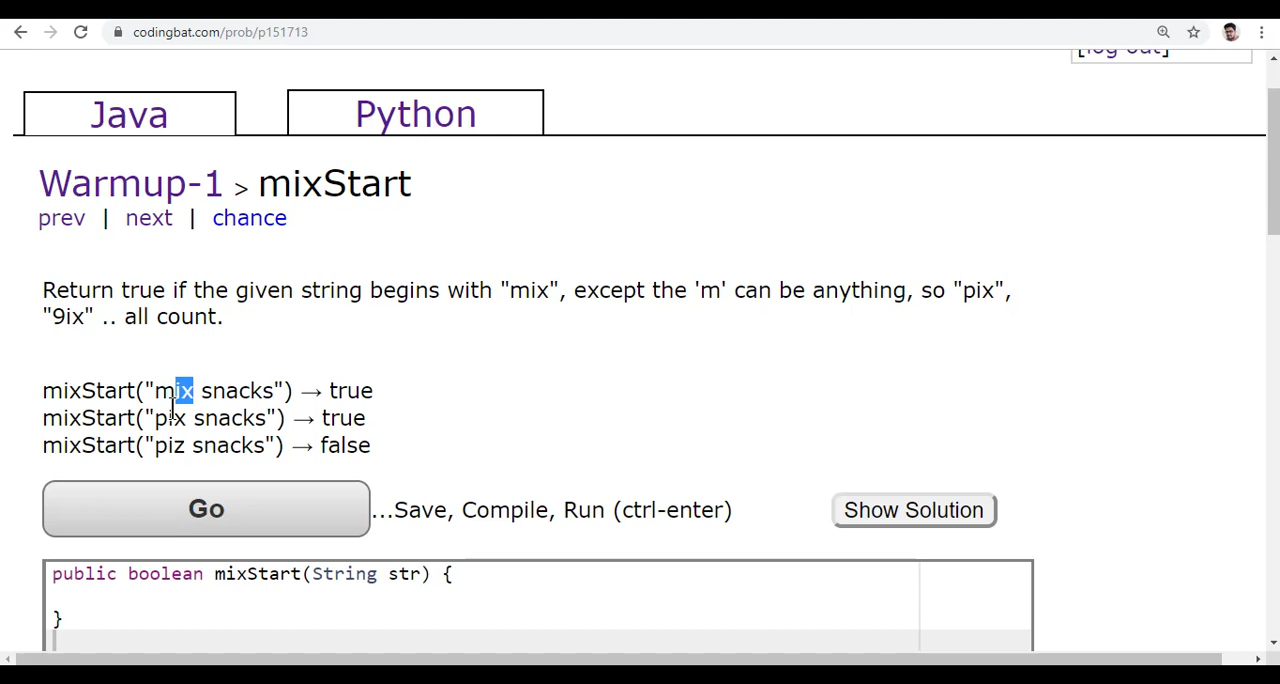 codingbat.com/prob/p151713
[log out]
Java
Python
Warmup-1 > mixStart
prev | next | chance
Return true if the given string begins with "mix", except the 'm' can be anything, so "pix",
"9ix" .. all count.
mixStart("mix snacks") → true
mixStart("pix snacks") → true
mixStart("piz snacks") → false
Go
...Save, Compile, Run (ctrl-enter)
Show Solution
public boolean mixStart(String str) {
}